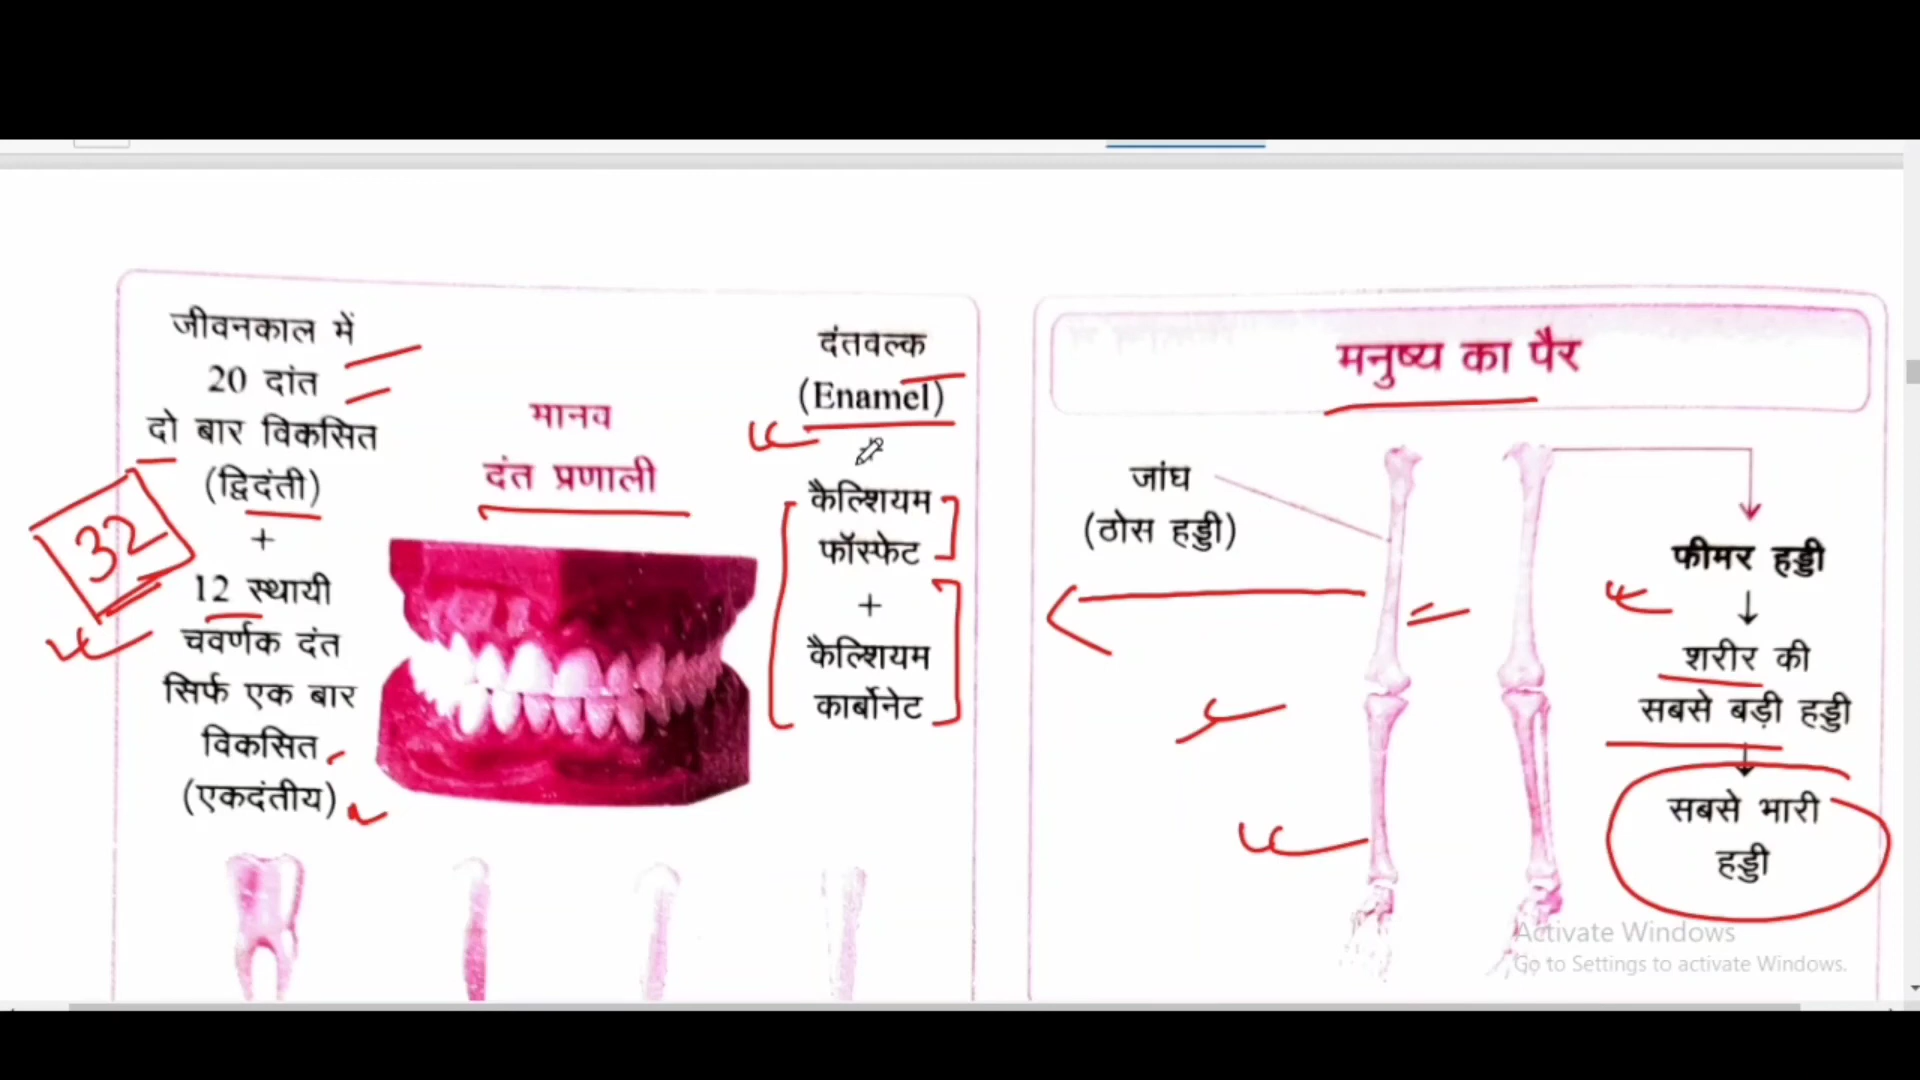 जीवनकाल में
20 दांत
दो बार विकसित
(द्विदंती)
+
32
12 स्थायी
चवर्णक दंत
सिर्फ एक बार
विकसित
(एकदंतीय)
मानव
दंत प्रणाली
दंतवल्क
(Enamel)
कैल्शियम
फॉस्फेट
+
कैल्शियम
कार्बोनेट
मनुष्य का पैर
जांघ
(ठोस हड्डी)
फीमर हड्डी
शरीर की
सबसे बड़ी हड्डी
सबसे भारी
हड्डी
Activate Windows
Go to Settings to activate Windows.